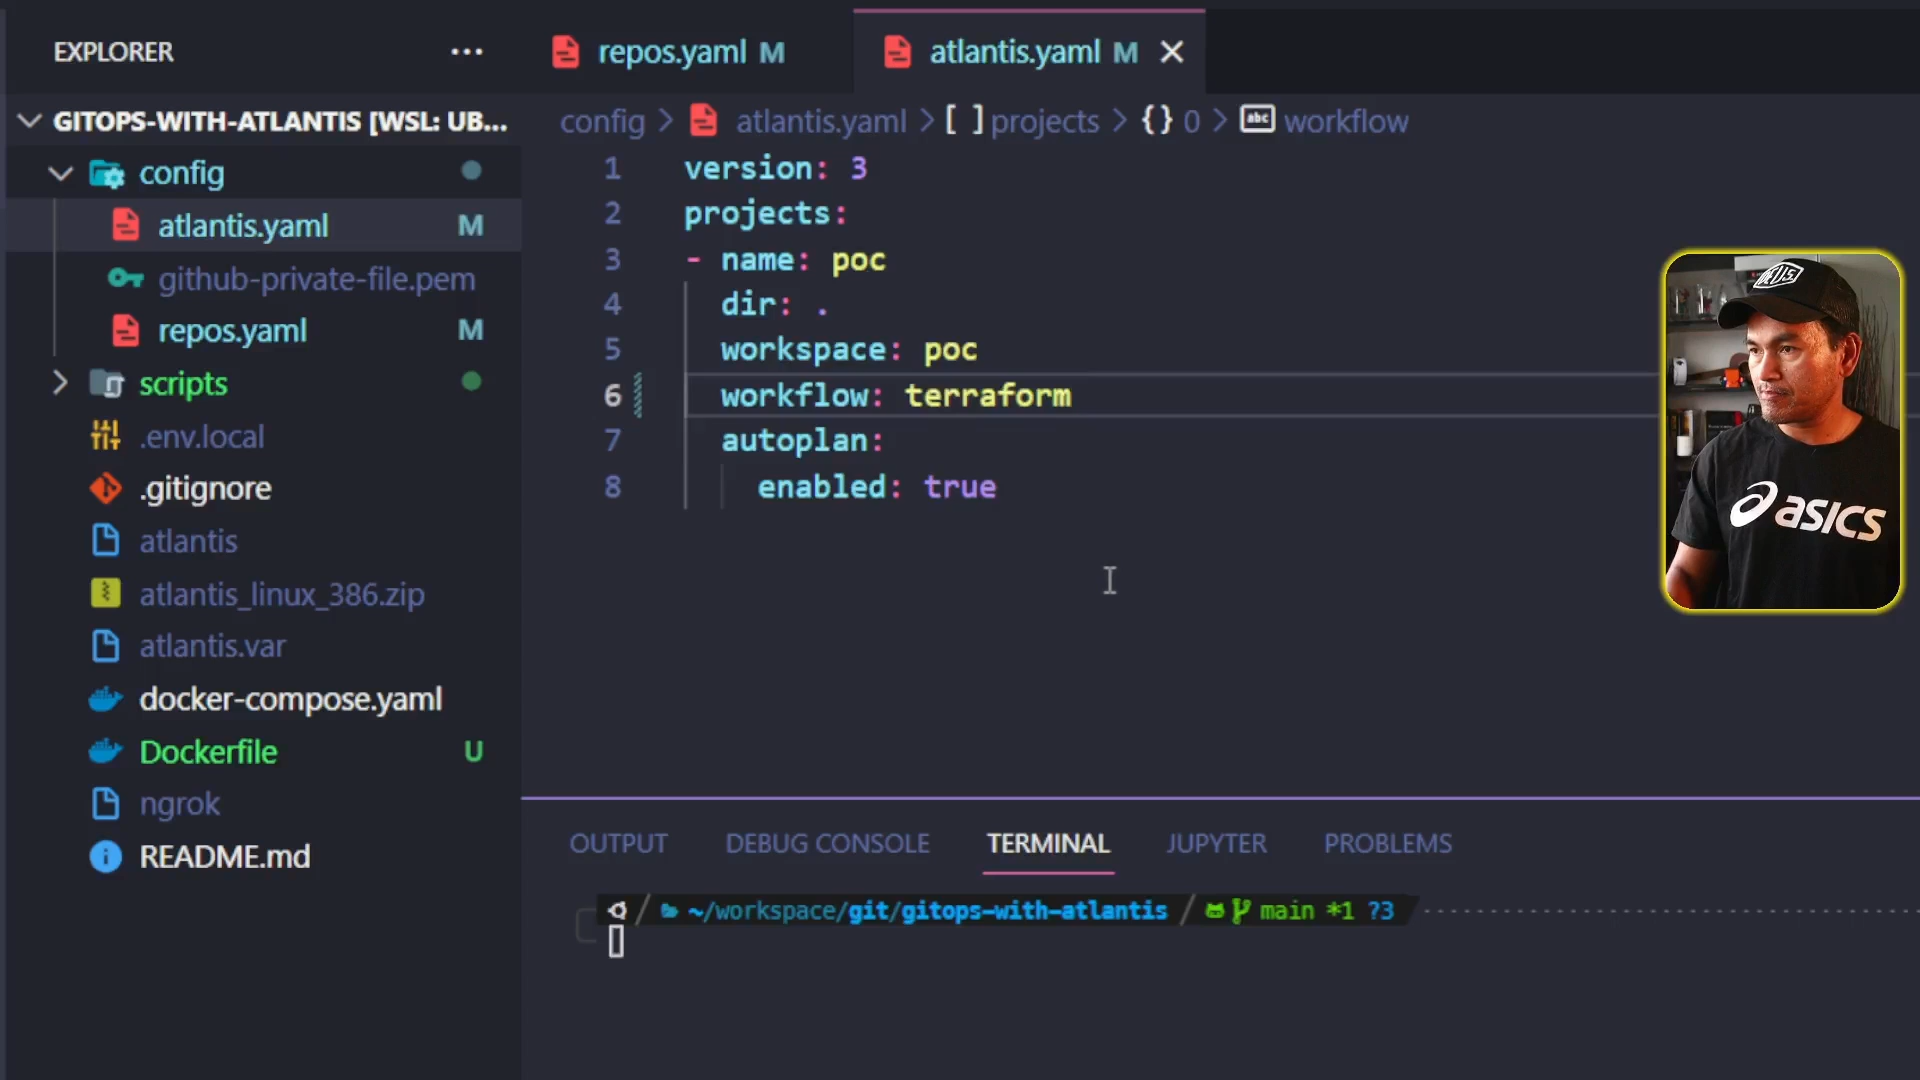 EXPLORER
GITOPS-WITH-ATLANTIS [WSL: UB...
config
atlantis.yaml M
github-private-file.pem
repos.yaml M
scripts
.env.local
.gitignore
atlantis
atlantis_linux_386.zip
atlantis.var
docker-compose.yaml
Dockerfile U
ngrok
README.md
repos.yaml M atlantis.yaml M
config > atlantis.yaml > [ ] projects > {} 0 > abc workflow
1 version: 3
2 projects:
3 - name: poc
4 dir: .
5 workspace: poc
6 workflow: terraform
7 autoplan:
8 enabled: true
OUTPUT DEBUG CONSOLE TERMINAL JUPYTER PROBLEMS
~/workspace/git/gitops-with-atlantis main *1 ?3
DEUS
asics